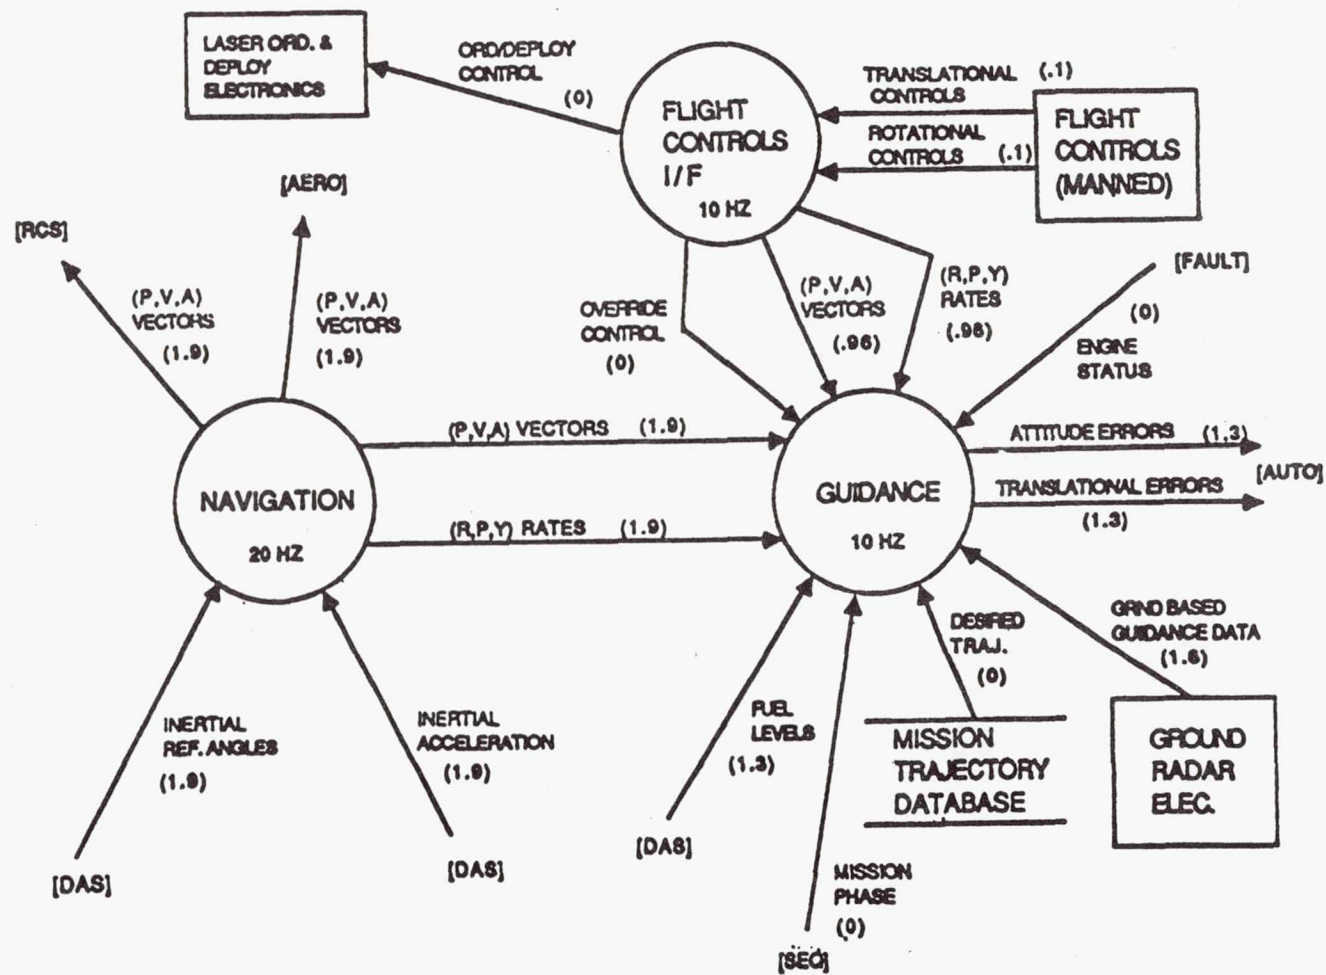 LASER ORD. &
DEPLOY
ELECTRONICS
ORD/DEPLOY
CONTROL
(0)
FLIGHT
CONTROLS
I/F
10 HZ
TRANSLATIONAL (.1)
CONTROLS
ROTATIONAL
CONTROLS (.1)
FLIGHT
CONTROLS
(MANNED)
[AERO]
[RCS]
(P,V,A)
VECTORS
(1.9)
(P,V,A)
VECTORS
(1.9)
OVERRIDE
CONTROL
(0)
(P,V,A)
VECTORS
(.96)
(R,P,Y)
RATES
(.96)
[FAULT]
(0)
ENGINE
STATUS
(P,V,A) VECTORS (1.9)
ATTITUDE ERRORS (1.3)
[AUTO]
NAVIGATION
20 HZ
GUIDANCE
10 HZ
TRANSLATIONAL ERRORS
(1.3)
(R,P,Y) RATES (1.9)
INERTIAL
REF. ANGLES
(1.9)
INERTIAL
ACCELERATION
(1.9)
FUEL
LEVELS
(1.3)
DESIRED
TRAJ.
(0)
GRND BASED
GUIDANCE DATA
(1.6)
MISSION
TRAJECTORY
DATABASE
GROUND
RADAR
ELEC.
[DAS]
[DAS]
[DAS]
MISSION
PHASE
(0)
[SEQ]